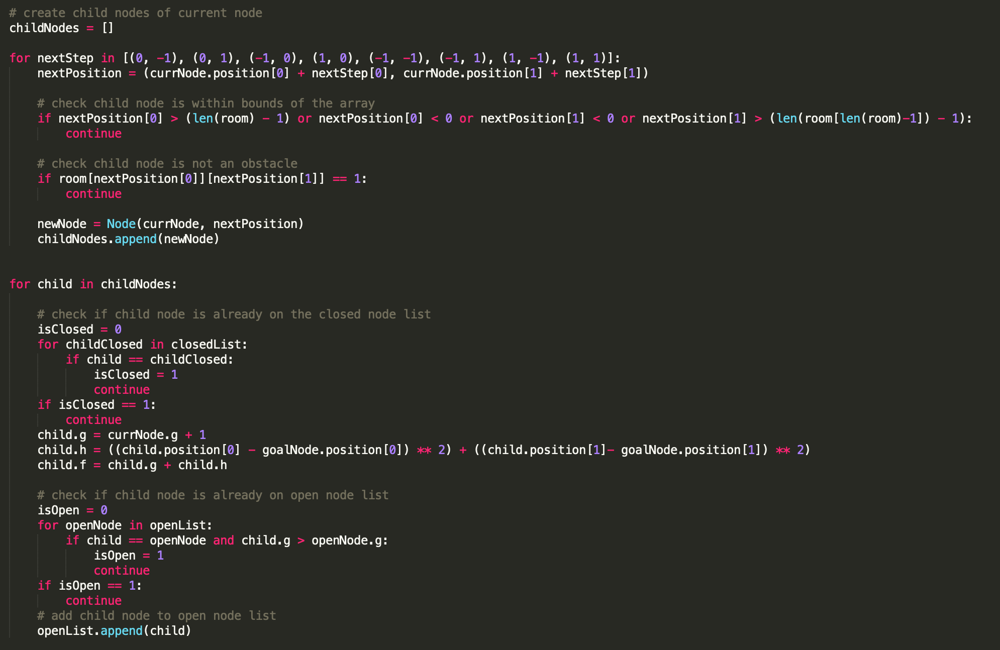 # create child nodes of current node
childNodes = []

for nextStep in [(0, -1), (0, 1), (-1, 0), (1, 0), (-1, -1), (-1, 1), (1, -1), (1, 1)]:
    nextPosition = (currNode.position[0] + nextStep[0], currNode.position[1] + nextStep[1])

    # check child node is within bounds of the array
    if nextPosition[0] > (len(room) - 1) or nextPosition[0] < 0 or nextPosition[1] < 0 or nextPosition[1] > (len(room[len(room)-1]) - 1):
        continue

    # check child node is not an obstacle
    if room[nextPosition[0]][nextPosition[1]] == 1:
        continue

    newNode = Node(currNode, nextPosition)
    childNodes.append(newNode)


for child in childNodes:

    # check if child node is already on the closed node list
    isClosed = 0
    for childClosed in closedList:
        if child == childClosed:
            isClosed = 1
            continue
    if isClosed == 1:
        continue
    child.g = currNode.g + 1
    child.h = ((child.position[0] - goalNode.position[0]) ** 2) + ((child.position[1]- goalNode.position[1]) ** 2)
    child.f = child.g + child.h

    # check if child node is already on open node list
    isOpen = 0
    for openNode in openList:
        if child == openNode and child.g > openNode.g:
            isOpen = 1
            continue
    if isOpen == 1:
        continue
    # add child node to open node list
    openList.append(child)